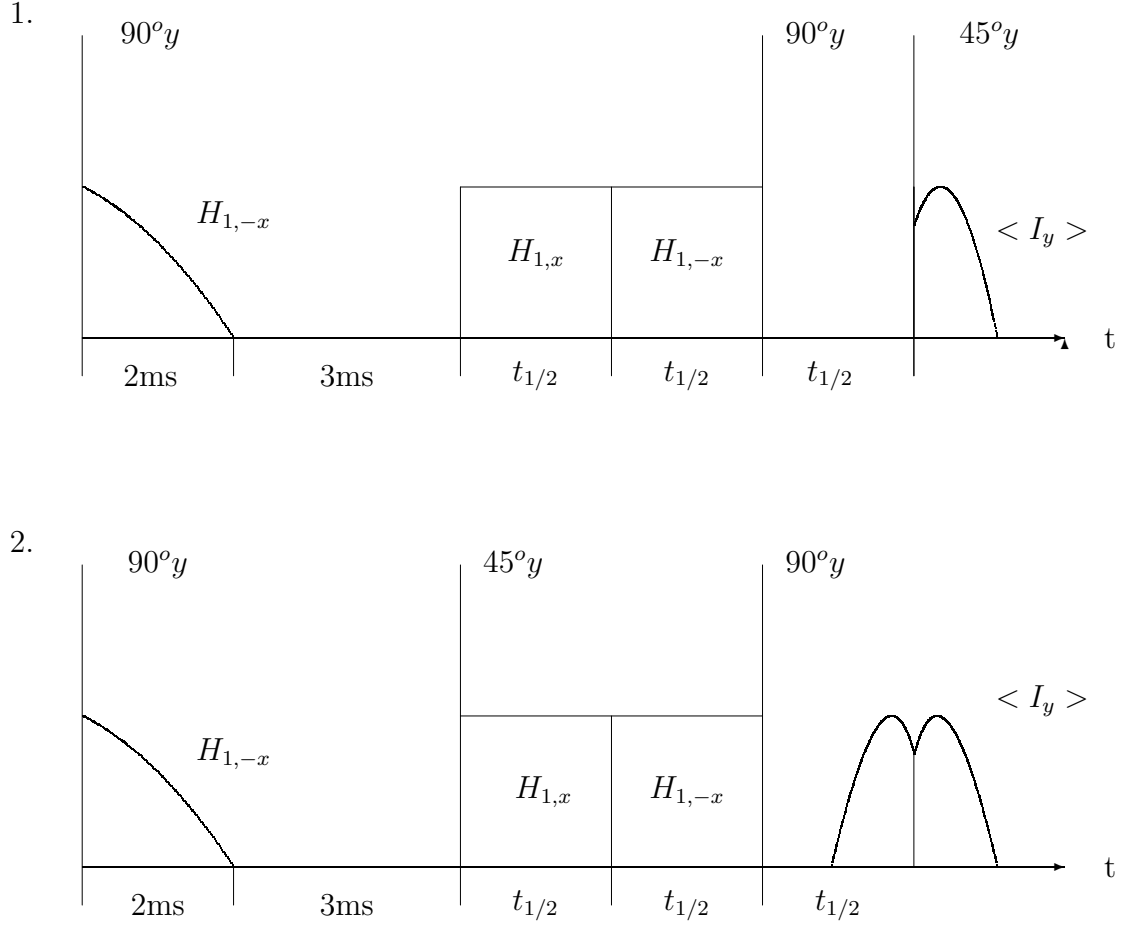 1.
90°y 90°y 45°y
H1,−x
H1,x H1,−x
< Iy >
t
2ms 3ms t1/2 t1/2 t1/2
2.
90°y 45°y 90°y
H1,−x
H1,x H1,−x
< Iy >
t
2ms 3ms t1/2 t1/2 t1/2